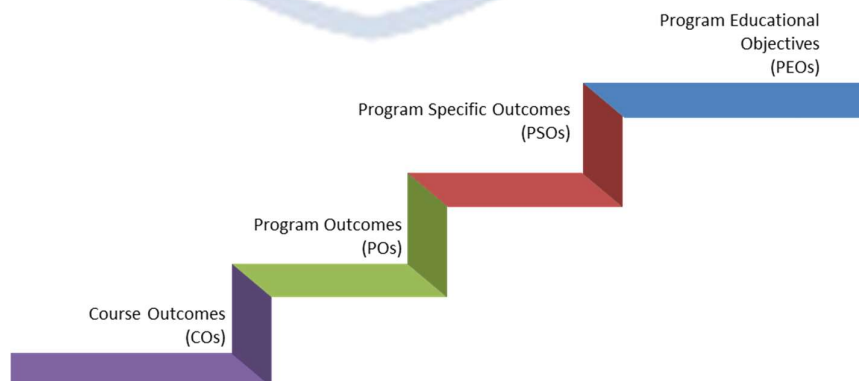 Program Educational
Objectives
(PEOs)
Program Specific Outcomes
(PSOs)
Program Outcomes
(POs)
Course Outcomes
(COs)